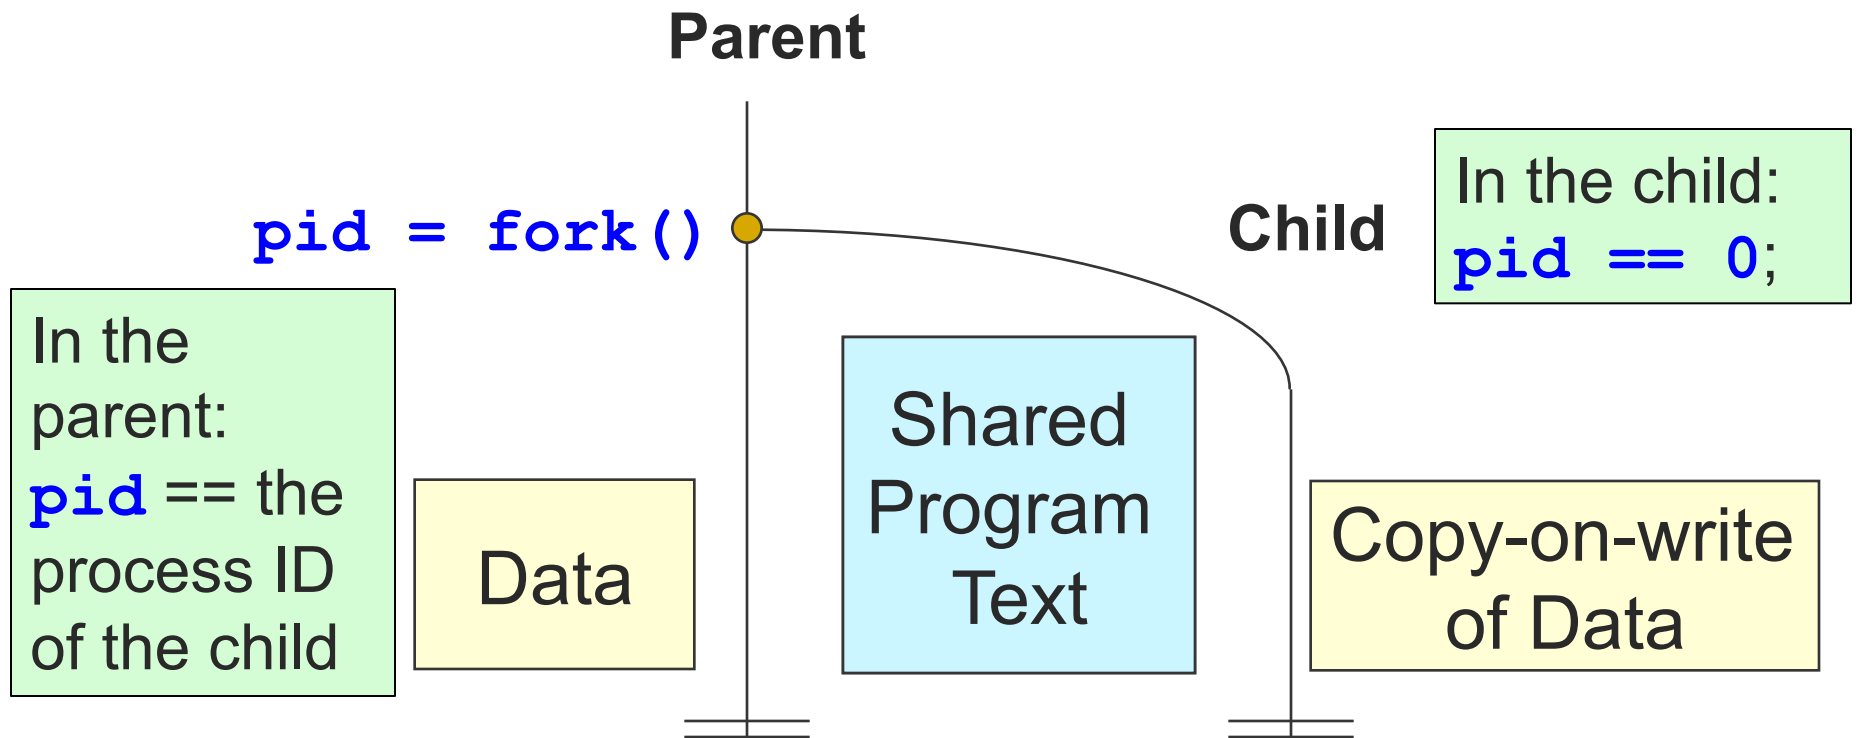 Parent
pid = fork()
Child
In the child:
pid == 0;
In the
parent:
pid == the
process ID
of the child
Data
Shared
Program
Text
Copy-on-write
of Data